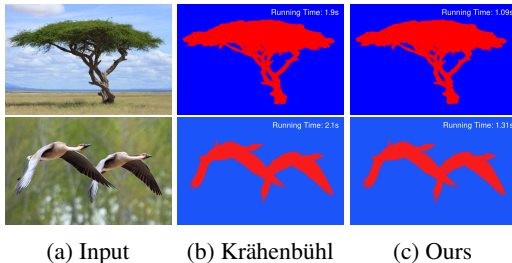 Running Time: 1.9s
Running Time: 1.09s
Running Time: 2.1s
Running Time: 1.31s
(a) Input
(b) Krähenbühl
(c) Ours